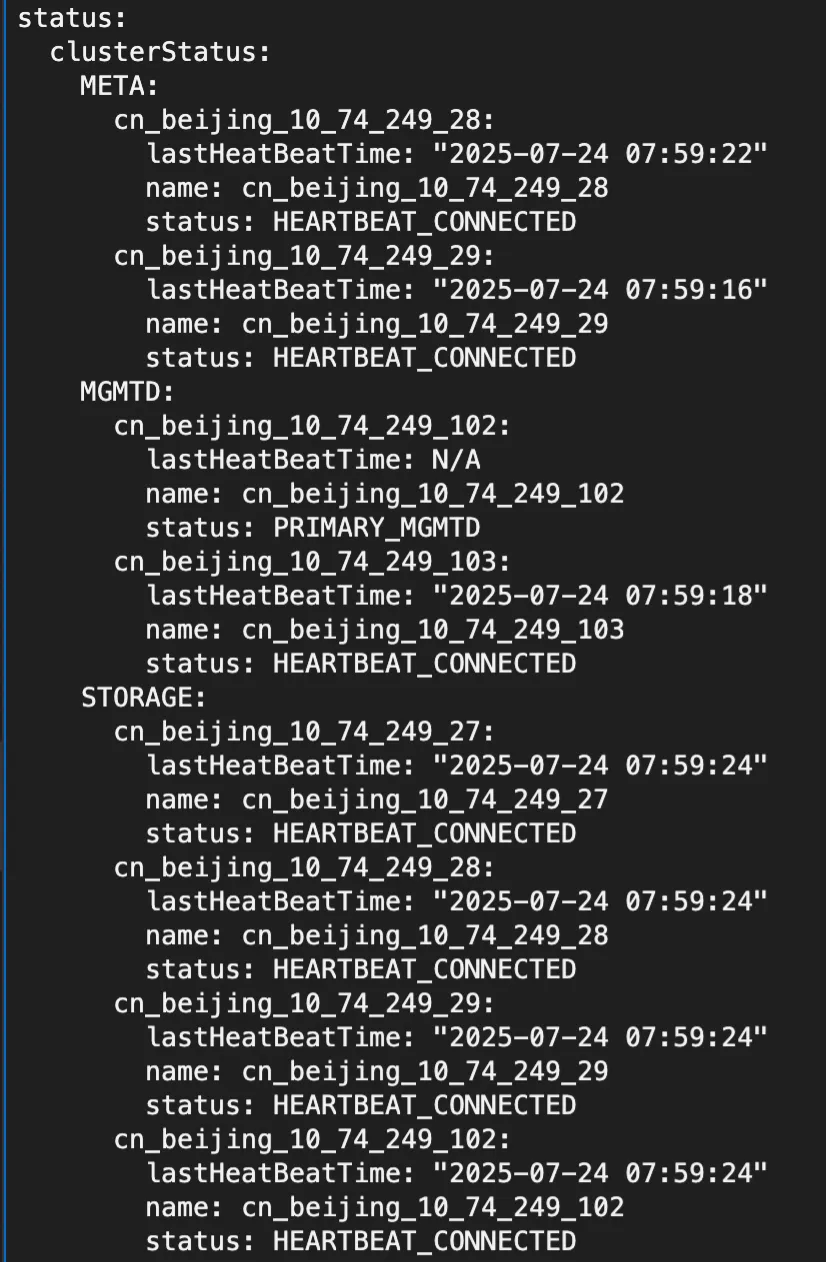 status:
  clusterStatus:
    META:
      cn_beijing_10_74_249_28:
        lastHeatBeatTime: "2025-07-24 07:59:22"
        name: cn_beijing_10_74_249_28
        status: HEARTBEAT_CONNECTED
      cn_beijing_10_74_249_29:
        lastHeatBeatTime: "2025-07-24 07:59:16"
        name: cn_beijing_10_74_249_29
        status: HEARTBEAT_CONNECTED
    MGMTD:
      cn_beijing_10_74_249_102:
        lastHeatBeatTime: N/A
        name: cn_beijing_10_74_249_102
        status: PRIMARY_MGMTD
      cn_beijing_10_74_249_103:
        lastHeatBeatTime: "2025-07-24 07:59:18"
        name: cn_beijing_10_74_249_103
        status: HEARTBEAT_CONNECTED
    STORAGE:
      cn_beijing_10_74_249_27:
        lastHeatBeatTime: "2025-07-24 07:59:24"
        name: cn_beijing_10_74_249_27
        status: HEARTBEAT_CONNECTED
      cn_beijing_10_74_249_28:
        lastHeatBeatTime: "2025-07-24 07:59:24"
        name: cn_beijing_10_74_249_28
        status: HEARTBEAT_CONNECTED
      cn_beijing_10_74_249_29:
        lastHeatBeatTime: "2025-07-24 07:59:24"
        name: cn_beijing_10_74_249_29
        status: HEARTBEAT_CONNECTED
      cn_beijing_10_74_249_102:
        lastHeatBeatTime: "2025-07-24 07:59:24"
        name: cn_beijing_10_74_249_102
        status: HEARTBEAT_CONNECTED